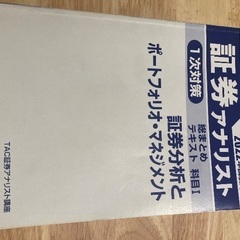 証券アナリスト
1次対策
総まとめ
テキスト 科目Ⅰ
証券分析と
ポートフォリオ・マネジメント
TAC証券アナリスト講座